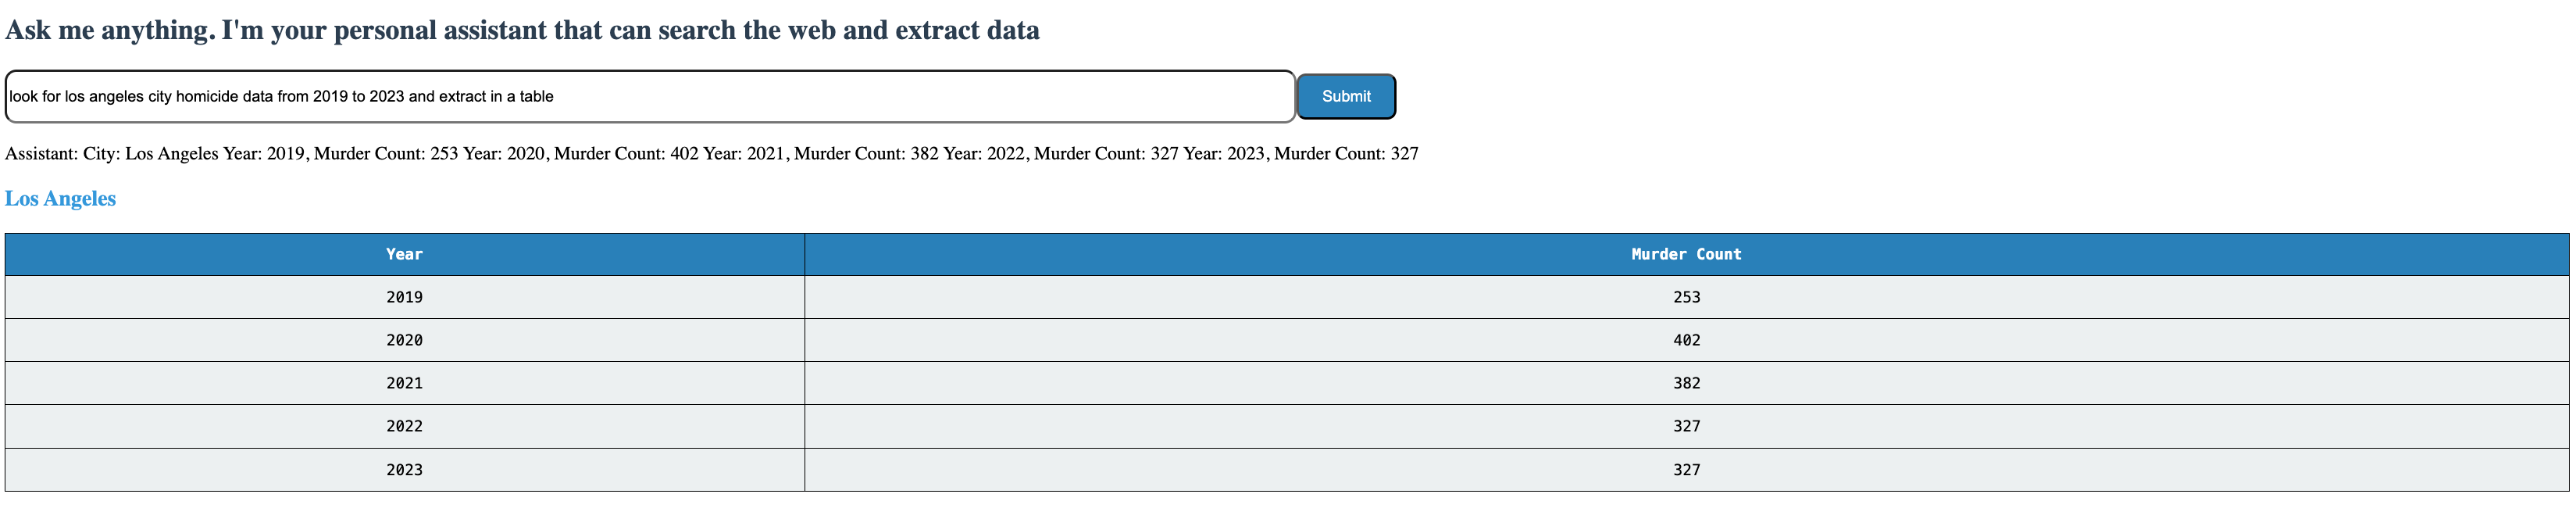 Ask me anything. I'm your personal assistant that can search the web and extract data
look for los angeles city homicide data from 2019 to 2023 and extract in a table
Submit
Assistant: City: Los Angeles Year: 2019, Murder Count: 253 Year: 2020, Murder Count: 402 Year: 2021, Murder Count: 382 Year: 2022, Murder Count: 327 Year: 2023, Murder Count: 327
Los Angeles
Year Murder Count
2019 253
2020 402
2021 382
2022 327
2023 327